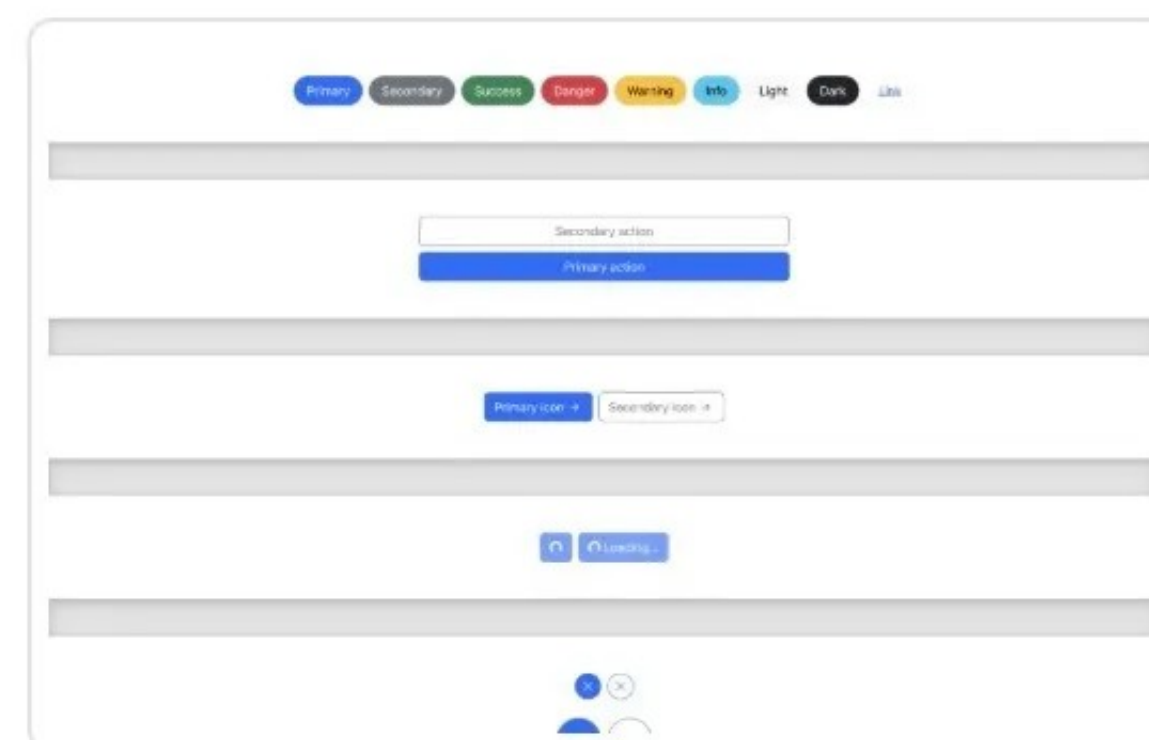 Primary Secondary Success Danger Warning Info Light Dark Link
Secondary action
Primary action
Primary icon → Secondary icon →
Loading...